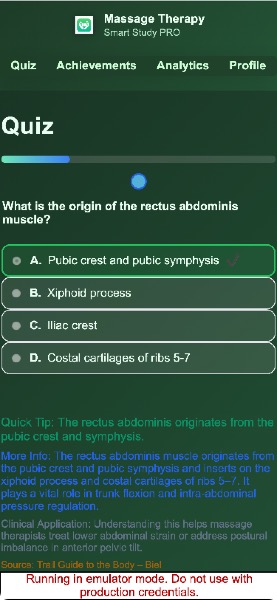 Massage Therapy
Smart Study PRO
Quiz Achievements Analytics Profile
Quiz
What is the origin of the rectus abdominis
muscle?
A. Pubic crest and pubic symphysis
B. Xiphoid process
C. Iliac crest
D. Costal cartilages of ribs 5-7
Quick Tip: The rectus abdominis originates from the
pubic crest and symphysis.
More Info: The rectus abdominis muscle originates from
the pubic crest and pubic symphysis and inserts on the
xiphoid process and costal cartilages of ribs 5–7. It
plays a vital role in trunk flexion and intra-abdominal
pressure regulation.
Clinical Application: Understanding this helps massage
therapists treat lower abdominal strain or address postural
imbalance in anterior pelvic tilt.
Source: Trail Guide to the Body – Biel
Running in emulator mode. Do not use with
production credentials.